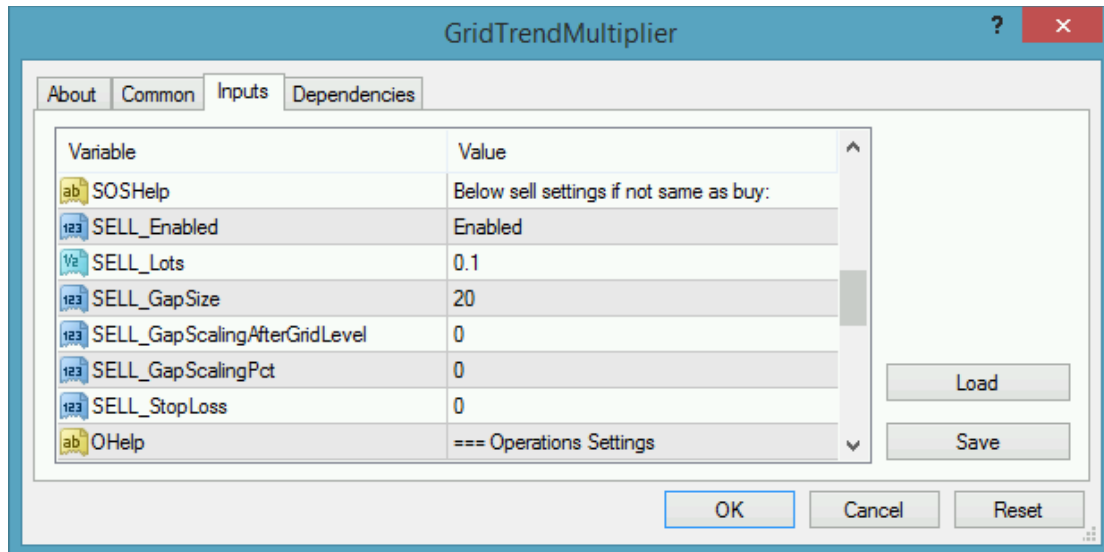 GridTrendMultiplier
?
About Common Inputs Dependencies
Variable Value
ab SOSHelp Below sell settings if not same as buy:
123 SELL_Enabled Enabled
1/2 SELL_Lots 0.1
123 SELL_GapSize 20
123 SELL_GapScalingAfterGridLevel 0
123 SELL_GapScalingPct 0
123 SELL_StopLoss 0
ab OHelp === Operations Settings
Load
Save
OK Cancel Reset